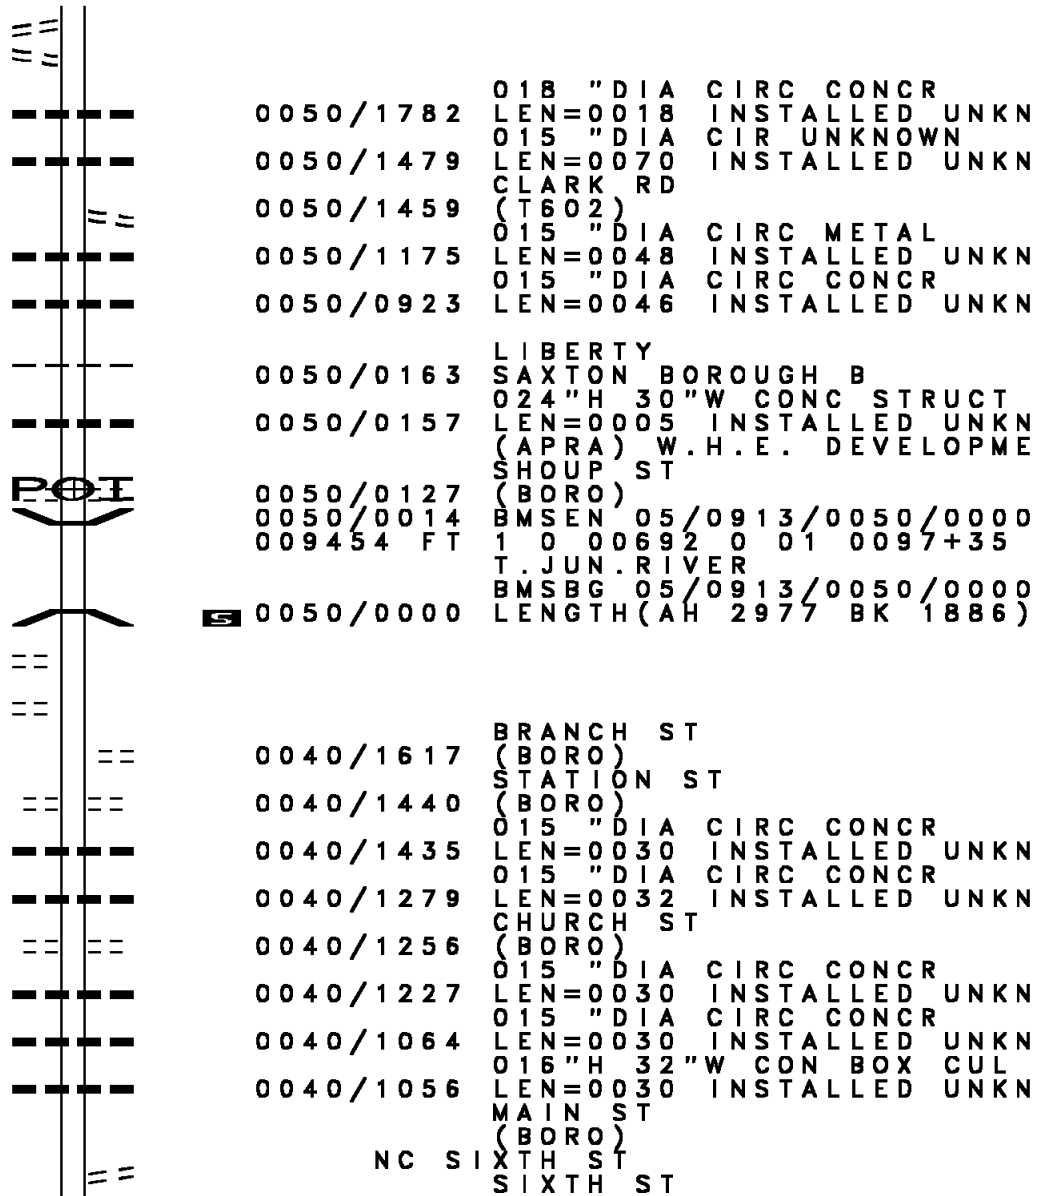 018 "DIA CIRC CONCR
0050/1782 LEN=0018 INSTALLED UNKN
015 "DIA CIR UNKNOWN
0050/1479 LEN=0070 INSTALLED UNKN
CLARK RD
0050/1459 (T602)
015 "DIA CIRC METAL
0050/1175 LEN=0048 INSTALLED UNKN
015 "DIA CIRC CONCR
0050/0923 LEN=0046 INSTALLED UNKN
LIBERTY
0050/0163 SAXTON BOROUGH B
024"H 30"W CONC STRUCT
0050/0157 LEN=0005 INSTALLED UNKN
(APRA) W.H.E. DEVELOPME
SHOUP ST
POI 0050/0127 (BORO)
0050/0014 BMSEN 05/0913/0050/0000
009454 FT 1 0 00692 0 01 0097+35
T.JUN.RIVER
BMSBG 05/0913/0050/0000
S 0050/0000 LENGTH(AH 2977 BK 1886)
BRANCH ST
0040/1617 (BORO)
STATION ST
0040/1440 (BORO)
015 "DIA CIRC CONCR
0040/1435 LEN=0030 INSTALLED UNKN
015 "DIA CIRC CONCR
0040/1279 LEN=0032 INSTALLED UNKN
CHURCH ST
0040/1256 (BORO)
015 "DIA CIRC CONCR
0040/1227 LEN=0030 INSTALLED UNKN
015 "DIA CIRC CONCR
0040/1064 LEN=0030 INSTALLED UNKN
016"H 32"W CON BOX CUL
0040/1056 LEN=0030 INSTALLED UNKN
MAIN ST
(BORO)
NC SIXTH ST
SIXTH ST